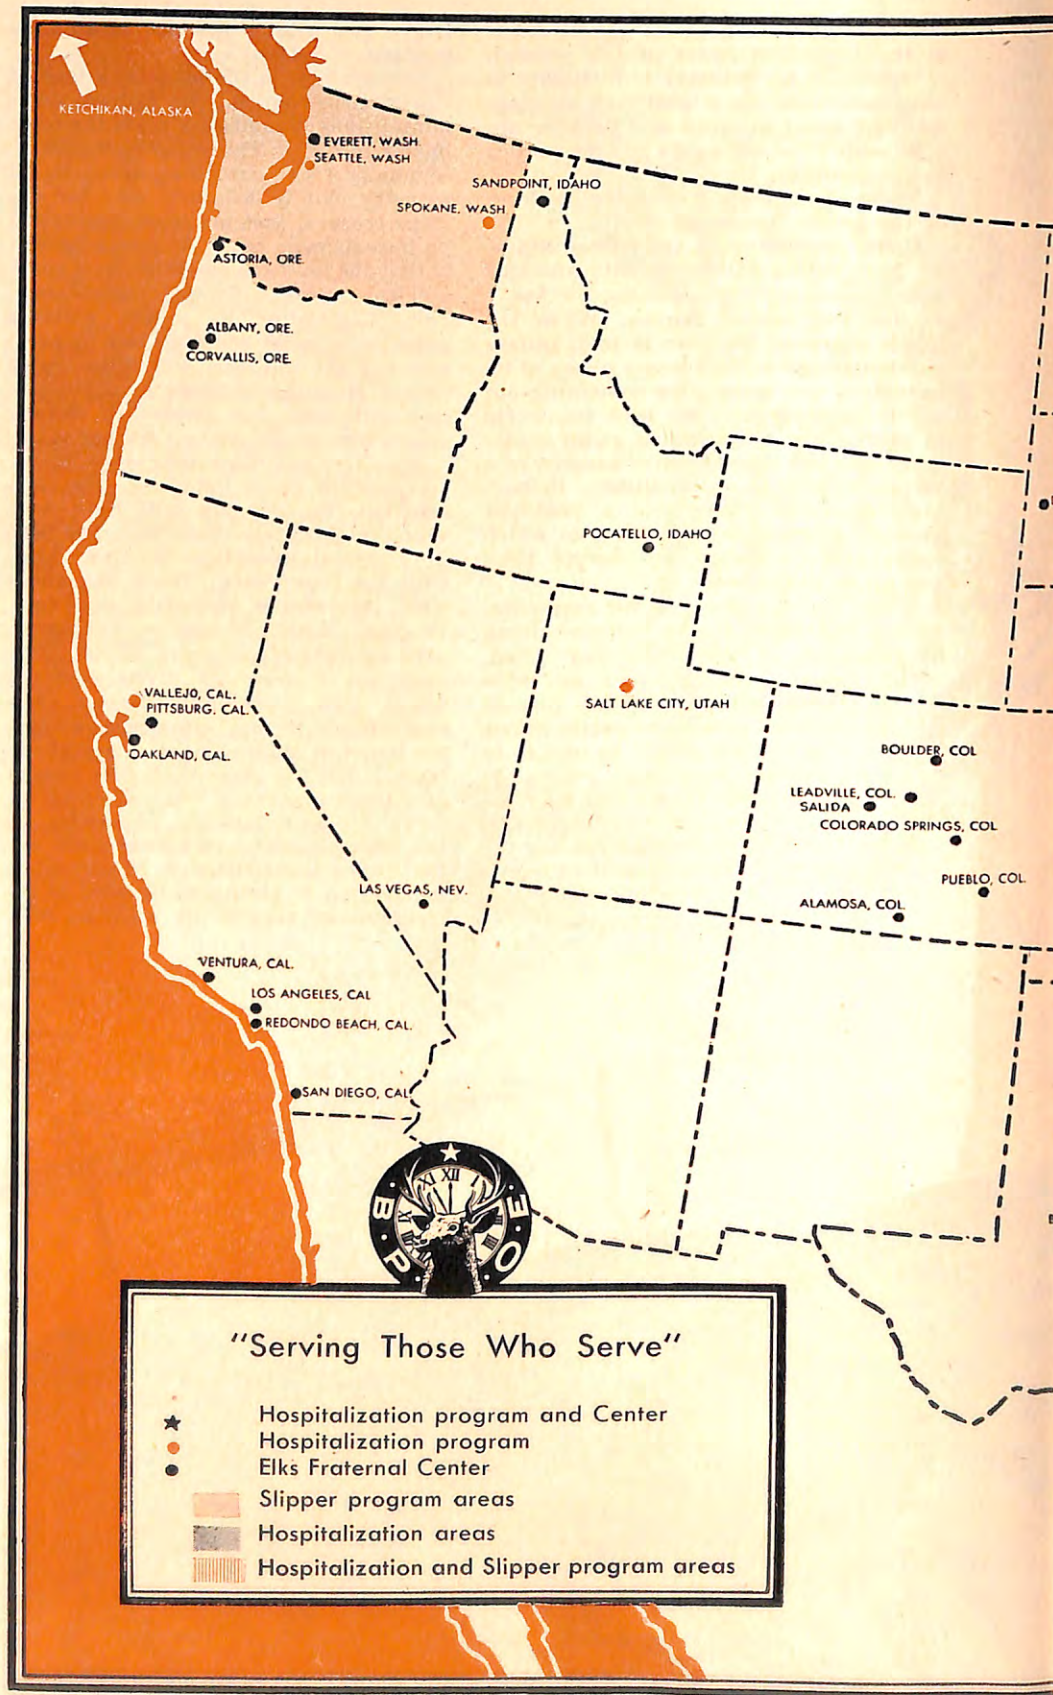 KETCHIKAN, ALASKA
EVERETT, WASH.
SEATTLE, WASH
SANDPOINT, IDAHO
SPOKANE, WASH
ASTORIA, ORE.
ALBANY, ORE.
CORVALLIS, ORE.
POCATELLO, IDAHO
VALLEJO, CAL.
PITTSBURG, CAL.
OAKLAND, CAL.
SALT LAKE CITY, UTAH
BOULDER, COL
LEADVILLE, COL.
SALIDA
COLORADO SPRINGS, COL
PUEBLO, COL.
ALAMOSA, COL.
LAS VEGAS, NEV.
VENTURA, CAL.
LOS ANGELES, CAL
REDONDO BEACH, CAL.
SAN DIEGO, CAL.
XI XII I
B P O E
"Serving Those Who Serve"
Hospitalization program and Center
Hospitalization program
Elks Fraternal Center
Slipper program areas
Hospitalization areas
Hospitalization and Slipper program areas